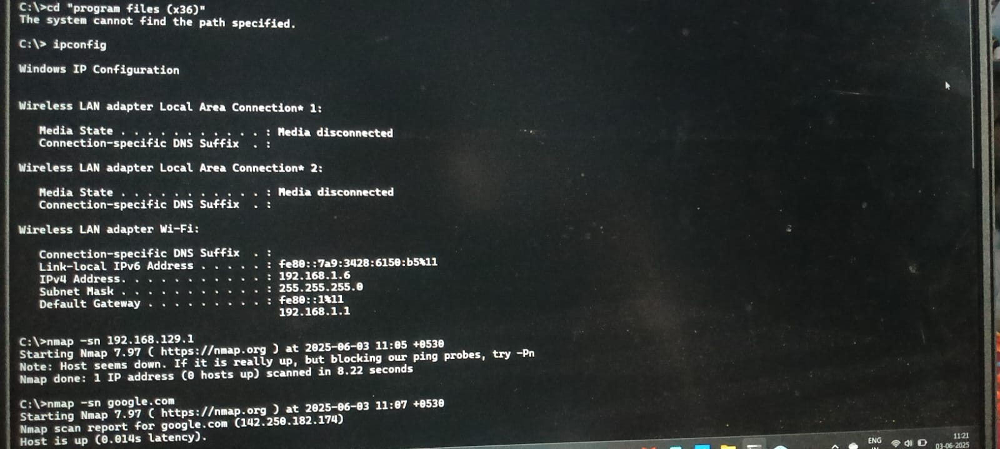 C:\>cd "program files (x36)"
The system cannot find the path specified.
C:\> ipconfig
Windows IP Configuration
Wireless LAN adapter Local Area Connection* 1:
Media State . . . . . . . . . . . : Media disconnected
Connection-specific DNS Suffix  . :
Wireless LAN adapter Local Area Connection* 2:
Media State . . . . . . . . . . . : Media disconnected
Connection-specific DNS Suffix  . :
Wireless LAN adapter Wi-Fi:
Connection-specific DNS Suffix  . :
Link-local IPv6 Address . . . . . : fe80::7a9:3428:6150:b5%11
IPv4 Address. . . . . . . . . . . : 192.168.1.6
Subnet Mask . . . . . . . . . . . : 255.255.255.0
Default Gateway . . . . . . . . . : fe80::1%11
192.168.1.1
C:\>nmap -sn 192.168.129.1
Starting Nmap 7.97 ( https://nmap.org ) at 2025-06-03 11:05 +0530
Note: Host seems down. If it is really up, but blocking our ping probes, try -Pn
Nmap done: 1 IP address (0 hosts up) scanned in 8.22 seconds
C:\>nmap -sn google.com
Starting Nmap 7.97 ( https://nmap.org ) at 2025-06-03 11:07 +0530
Nmap scan report for google.com (142.250.182.174)
Host is up (0.014s latency).
ENG
11:21
03-06-2025